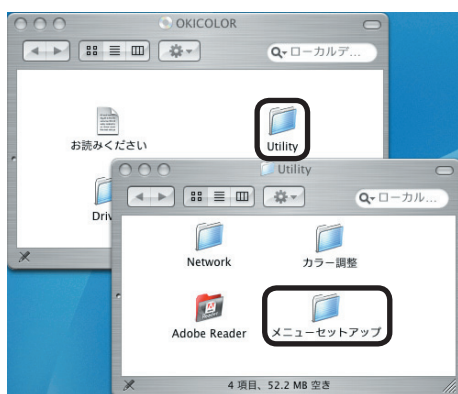 OKICOLOR
ローカルデ...
お読みください
Utility
Driv
Utility
ローカル...
Network
カラー調整
Adobe Reader
メニューセットアップ
4 項目、52.2 MB 空き